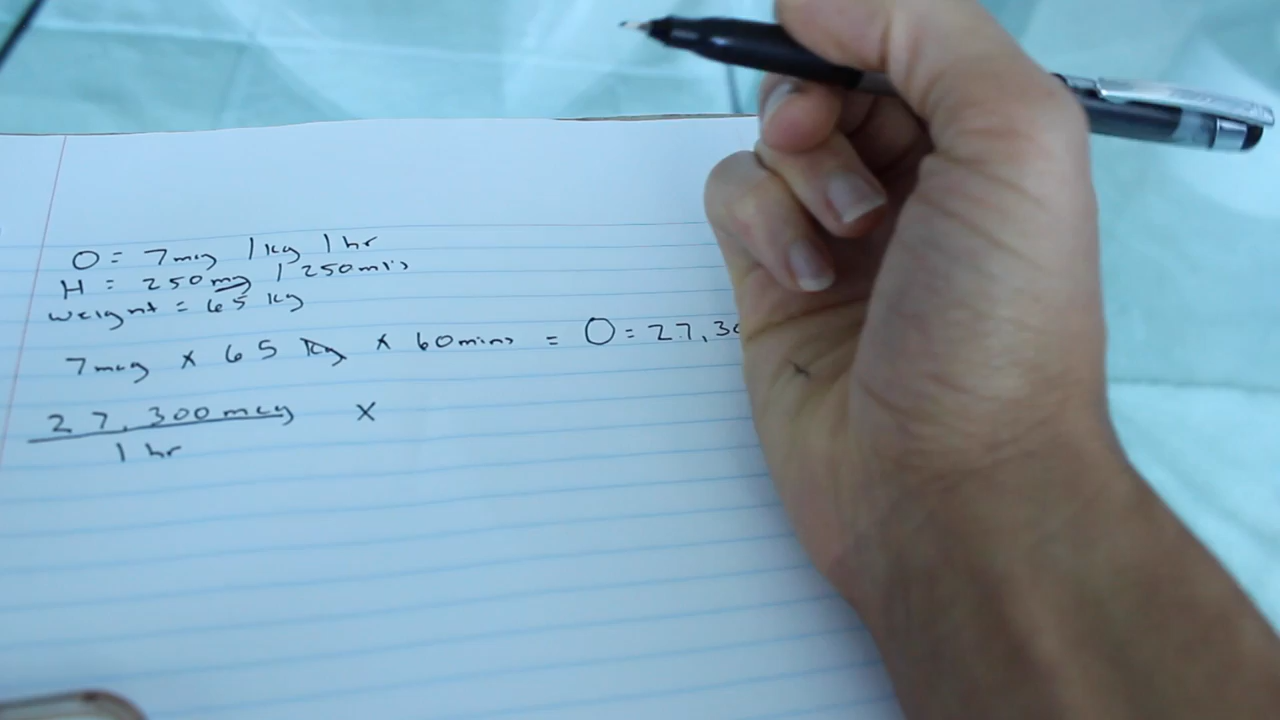 O = 7mcg / kg / hr
H = 250mg / 250mls
weight = 65 kg
7mcg x 65 kg x 60mins = O = 27,30
27,300mcg x
1 hr